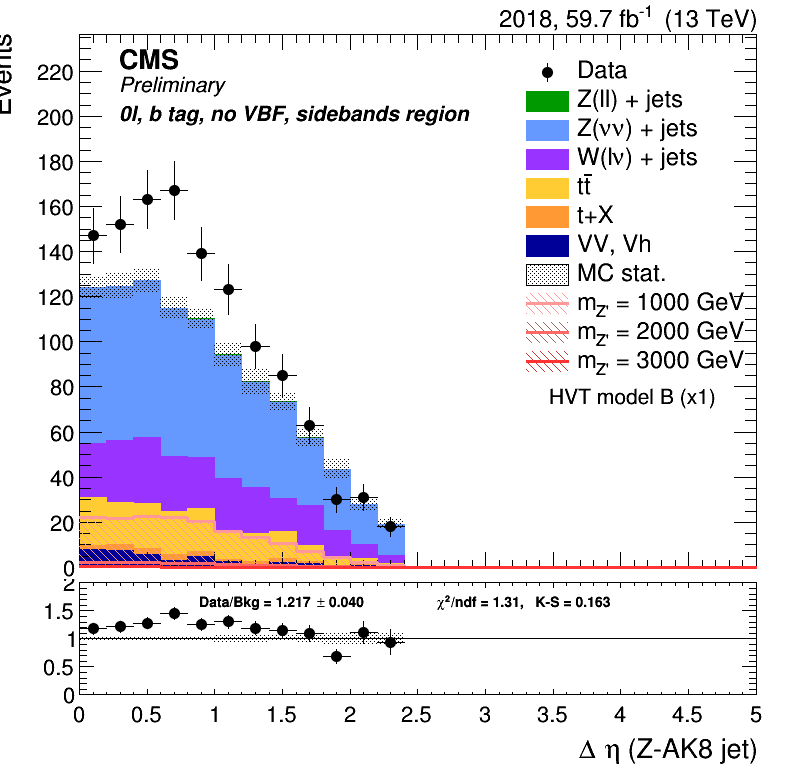 2018, 59.7 fb⁻¹ (13 TeV)
Events
CMS
Preliminary
0l, b tag, no VBF, sidebands region
Data
Z(ll) + jets
Z(νν) + jets
W(lν) + jets
tt̄
t+X
VV, Vh
MC stat.
m_Z' = 1000 GeV
m_Z' = 2000 GeV
m_Z' = 3000 GeV
HVT model B (x1)
220
200
180
160
140
120
100
80
60
40
20
0
Data/Bkg = 1.217 ± 0.040 χ²/ndf = 1.31, K-S = 0.163
2
1.5
1
0.5
0
0 0.5 1 1.5 2 2.5 3 3.5 4 4.5 5
Δ η (Z-AK8 jet)